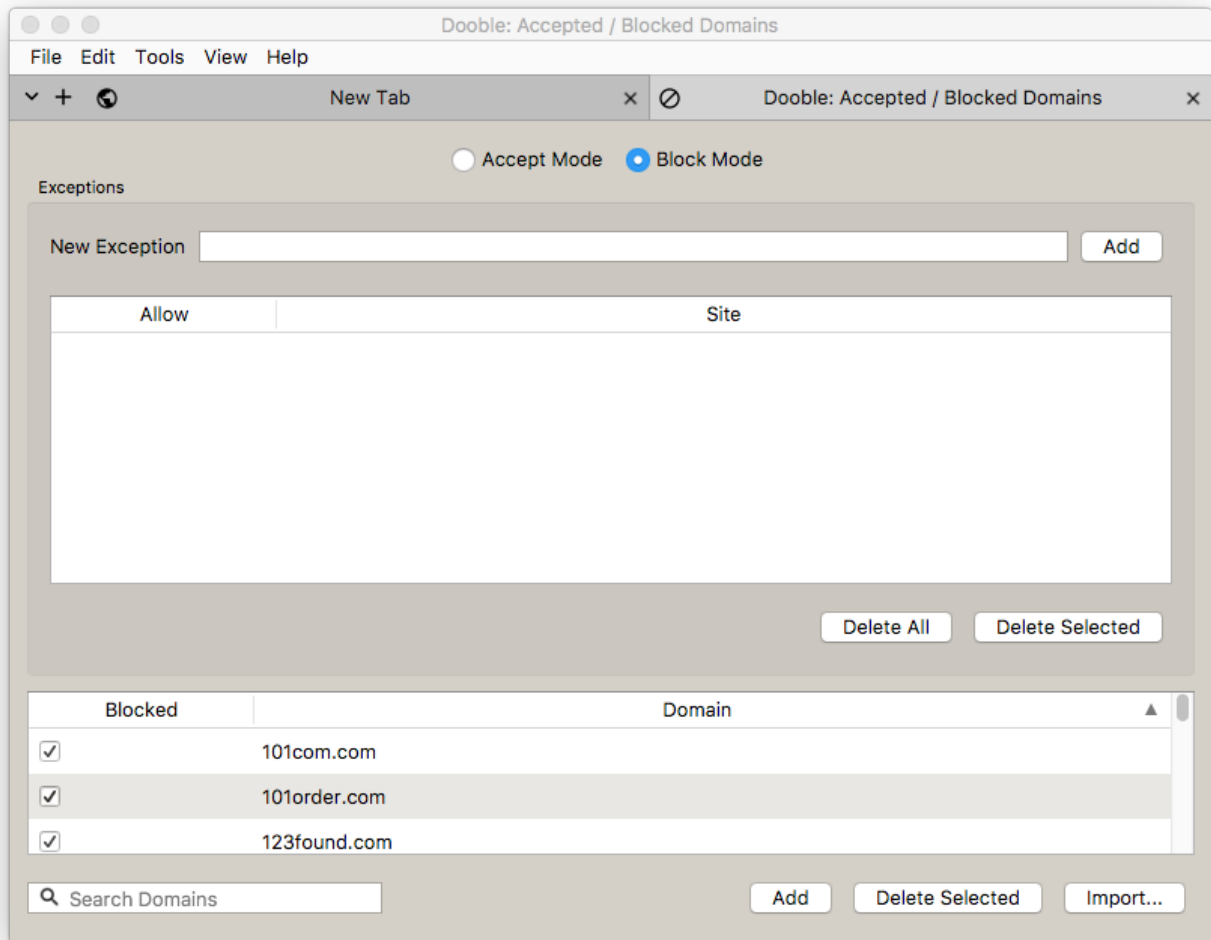 Dooble: Accepted / Blocked Domains
File Edit Tools View Help
New Tab Dooble: Accepted / Blocked Domains
Accept Mode Block Mode
Exceptions
New Exception Add
Allow Site
Delete All Delete Selected
Blocked Domain
101com.com
101order.com
123found.com
Search Domains Add Delete Selected Import...